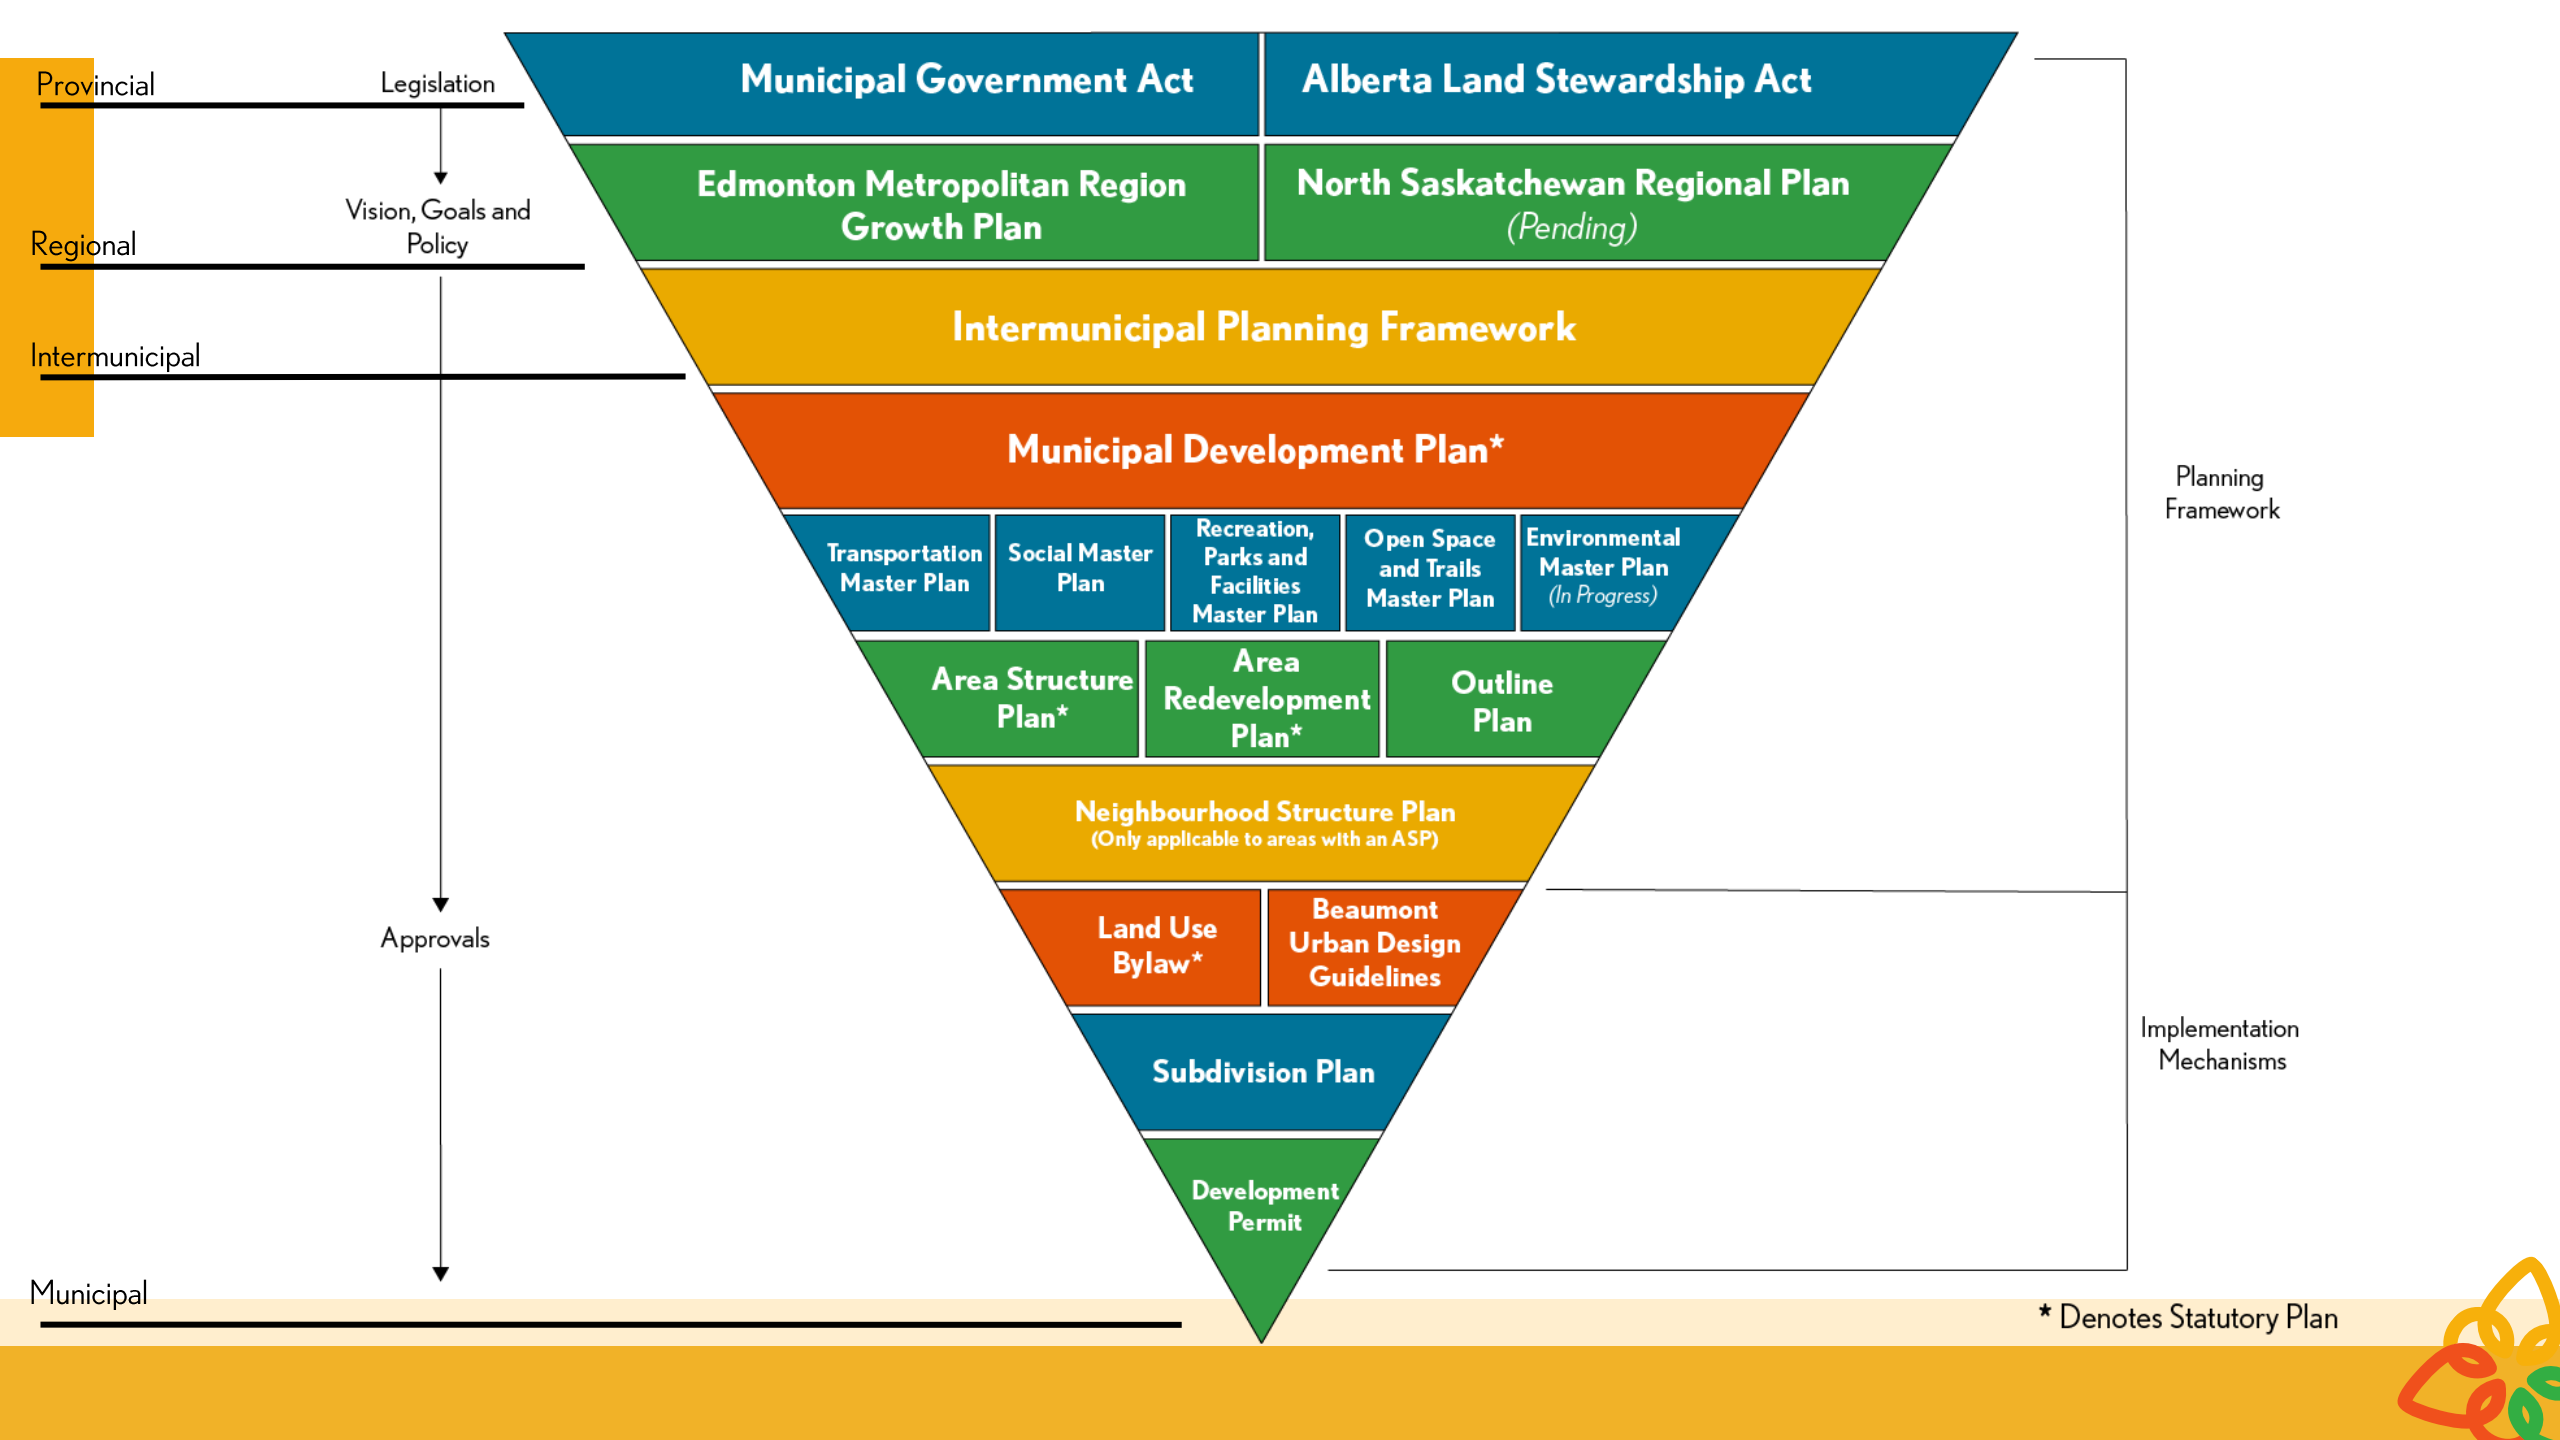 Provincial
Legislation
Municipal Government Act
Alberta Land Stewardship Act
Vision, Goals and
Policy
Regional
Edmonton Metropolitan Region
Growth Plan
North Saskatchewan Regional Plan
(Pending)
Intermunicipal
Intermunicipal Planning Framework
Municipal Development Plan*
Planning
Framework
Transportation
Master Plan
Social Master
Plan
Recreation,
Parks and
Facilities
Master Plan
Open Space
and Trails
Master Plan
Environmental
Master Plan
(In Progress)
Area Structure
Plan*
Area
Redevelopment
Plan*
Outline
Plan
Neighbourhood Structure Plan
(Only applicable to areas with an ASP)
Approvals
Land Use
Bylaw*
Beaumont
Urban Design
Guidelines
Implementation
Mechanisms
Subdivision Plan
Development
Permit
Municipal
* Denotes Statutory Plan